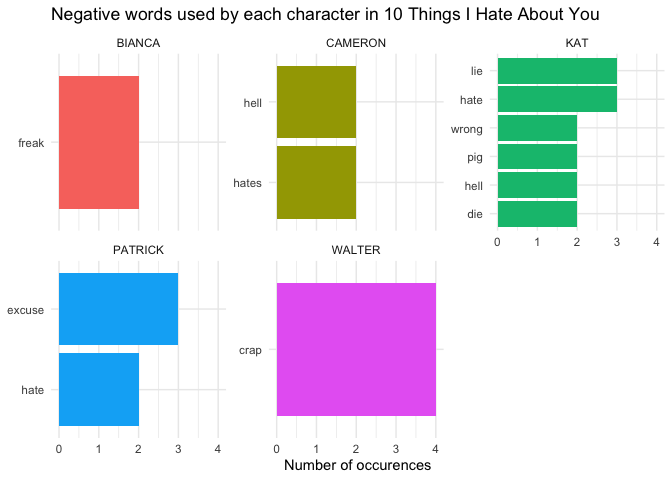 Negative words used by each character in 10 Things I Hate About You
BIANCA
freak
CAMERON
hell
hates
KAT
lie
hate
wrong
pig
hell
die
0 1 2 3 4
PATRICK
excuse
hate
0 1 2 3 4
WALTER
crap
0 1 2 3 4
Number of occurences